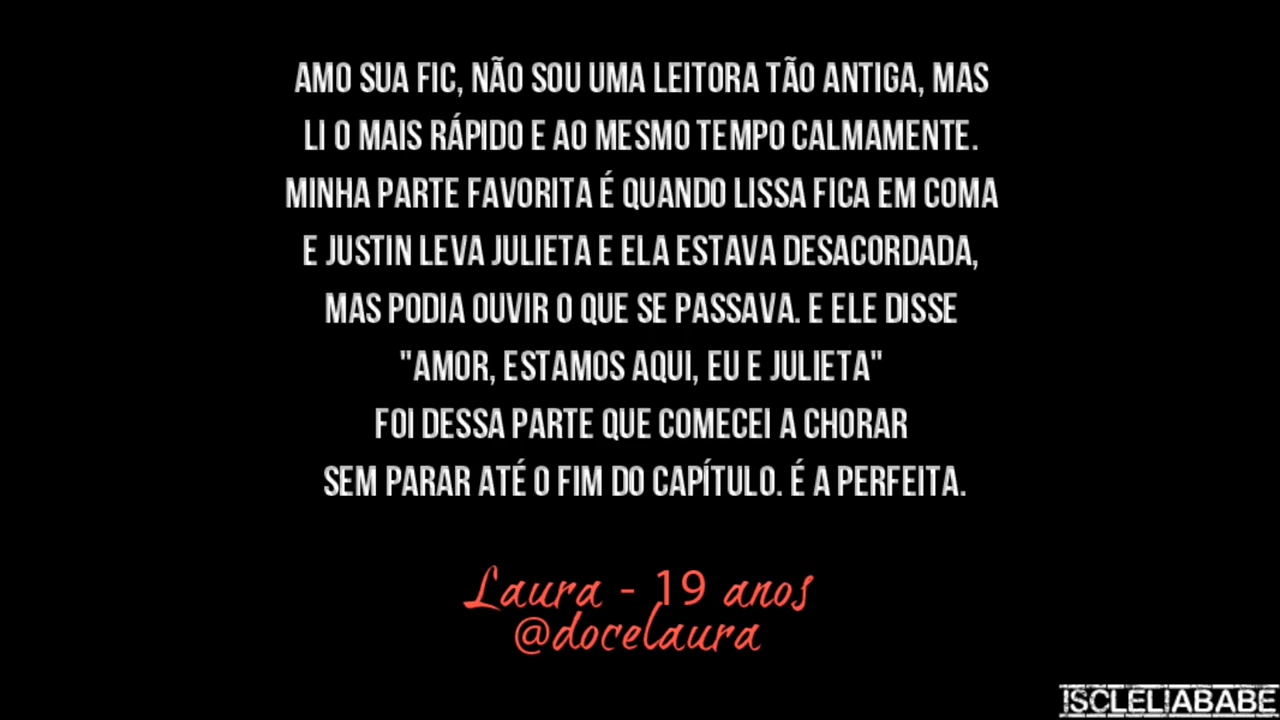 AMO SUA FIC, NÃO SOU UMA LEITORA TÃO ANTIGA, MAS
LI O MAIS RÁPIDO E AO MESMO TEMPO CALMAMENTE.
MINHA PARTE FAVORITA É QUANDO LISSA FICA EM COMA
E JUSTIN LEVA JULIETA E ELA ESTAVA DESACORDADA,
MAS PODIA OUVIR O QUE SE PASSAVA. E ELE DISSE
"AMOR, ESTAMOS AQUI, EU E JULIETA"
FOI DESSA PARTE QUE COMECEI A CHORAR
SEM PARAR ATÉ O FIM DO CAPÍTULO. É A PERFEITA.
Laura - 19 anos
@docelaura
ISCLELIABABE